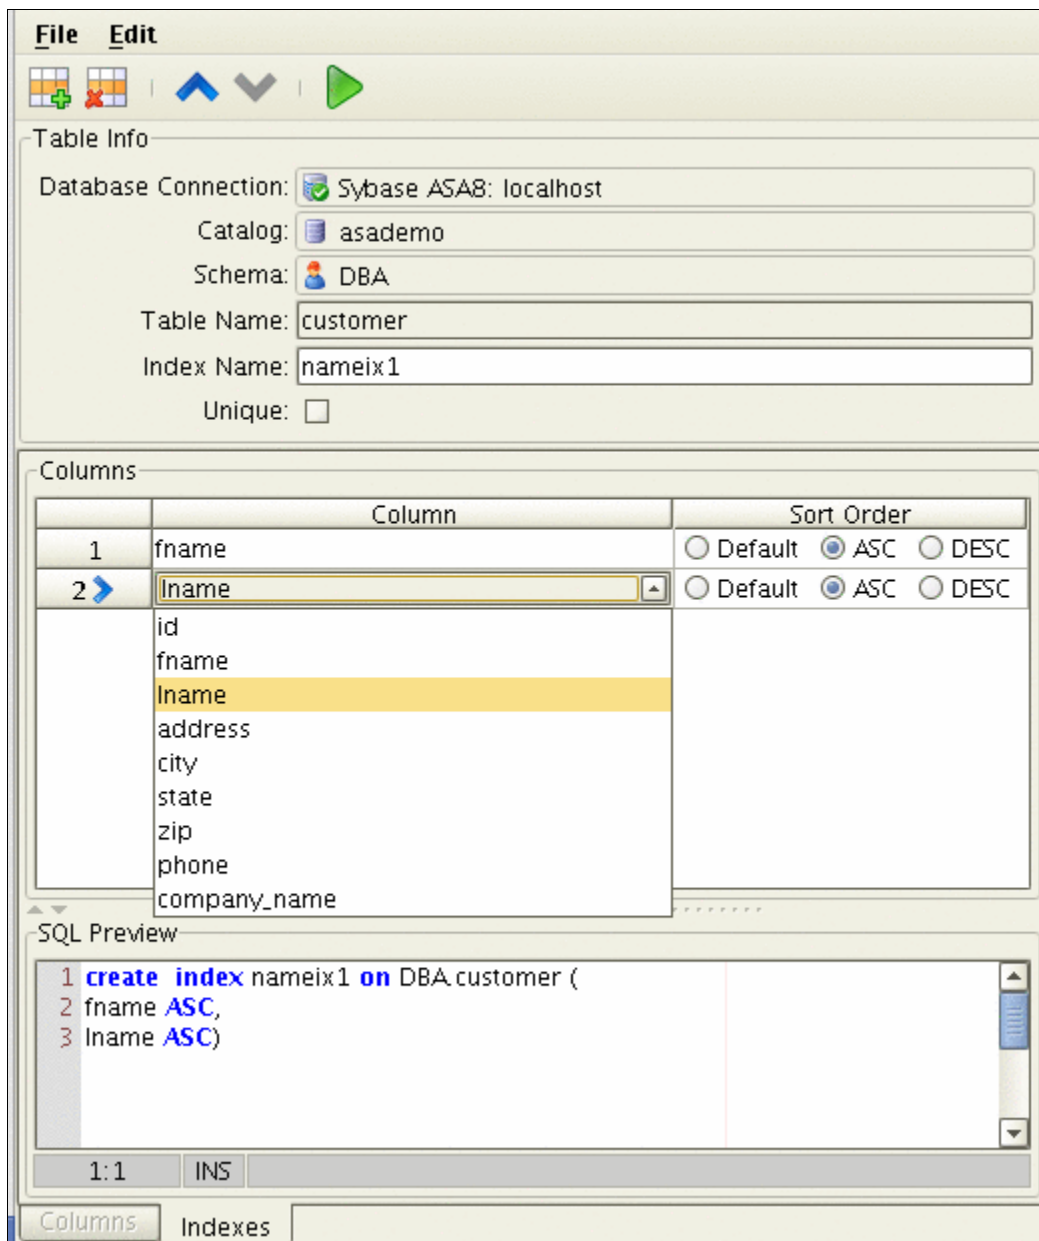 File Edit
Table Info
Database Connection: Sybase ASA8: localhost
Catalog: asademo
Schema: DBA
Table Name: customer
Index Name: nameix1
Unique:
Columns
Column Sort Order
1 fname Default ASC DESC
2 lname Default ASC DESC
id
fname
lname
address
city
state
zip
phone
company_name
SQL Preview
1 create index nameix1 on DBA.customer (
2 fname ASC,
3 lname ASC)
1:1 INS
Columns Indexes